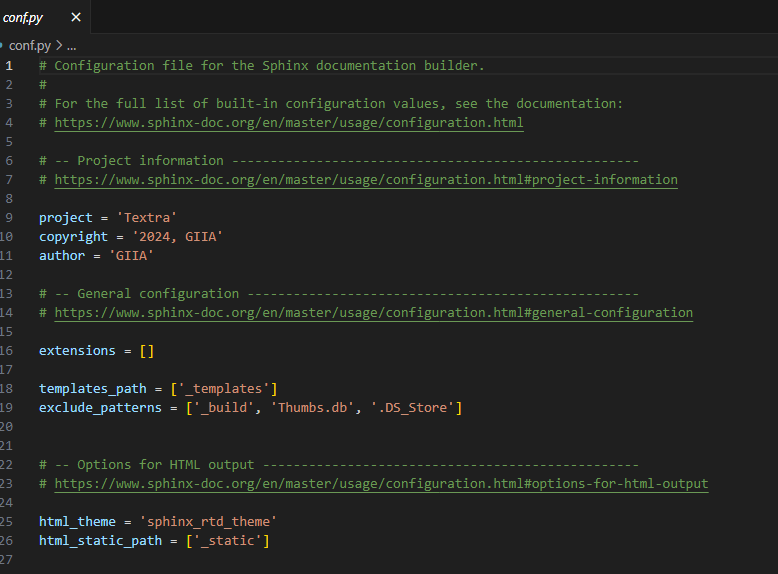 conf.py ×
conf.py > ...
1 # Configuration file for the Sphinx documentation builder.
2 #
3 # For the full list of built-in configuration values, see the documentation:
4 # https://www.sphinx-doc.org/en/master/usage/configuration.html
5
6 # -- Project information -----------------------------------------------------
7 # https://www.sphinx-doc.org/en/master/usage/configuration.html#project-information
8
9 project = 'Textra'
10 copyright = '2024, GIIA'
11 author = 'GIIA'
12
13 # -- General configuration ---------------------------------------------------
14 # https://www.sphinx-doc.org/en/master/usage/configuration.html#general-configuration
15
16 extensions = []
17
18 templates_path = ['_templates']
19 exclude_patterns = ['_build', 'Thumbs.db', '.DS_Store']
20
21
22 # -- Options for HTML output -------------------------------------------------
23 # https://www.sphinx-doc.org/en/master/usage/configuration.html#options-for-html-output
24
25 html_theme = 'sphinx_rtd_theme'
26 html_static_path = ['_static']
27